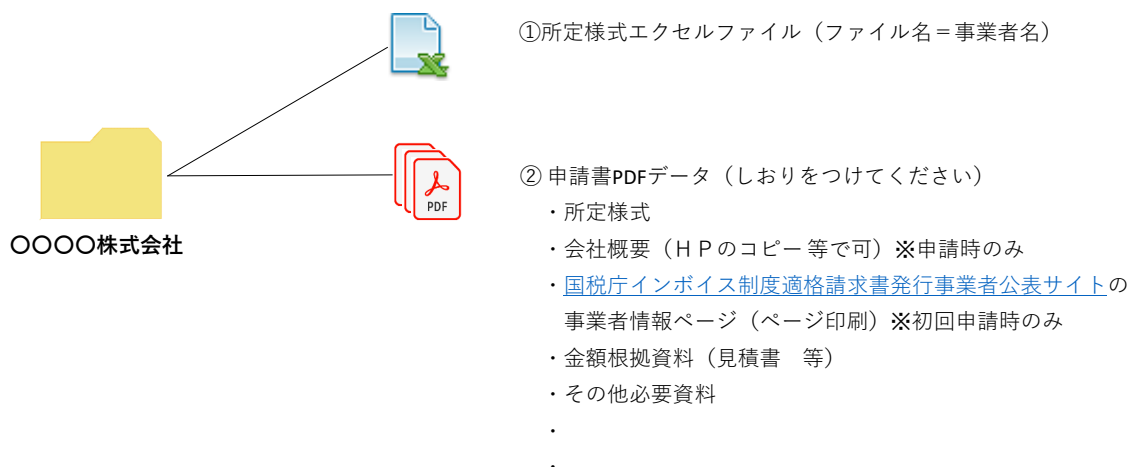 ①所定様式エクセルファイル（ファイル名＝事業者名）
PDF
〇〇〇〇株式会社
② 申請書PDFデータ（しおりをつけてください）
・所定様式
・会社概要（ＨＰのコピー等で可）※申請時のみ
・国税庁インボイス制度適格請求書発行事業者公表サイトの
事業者情報ページ（ページ印刷）※初回申請時のみ
・金額根拠資料（見積書　等）
・その他必要資料
・
・